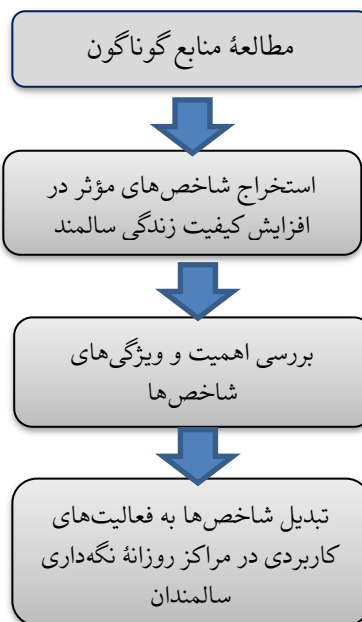 مطالعهٔ منابع گوناگون
استخراج شاخص‌های مؤثر در
افزایش کیفیت زندگی سالمند
بررسی اهمیت و ویژگی‌های
شاخص‌ها
تبدیل شاخص‌ها به فعالیت‌های
کاربردی در مراکز روزانهٔ نگه‌داری
سالمندان